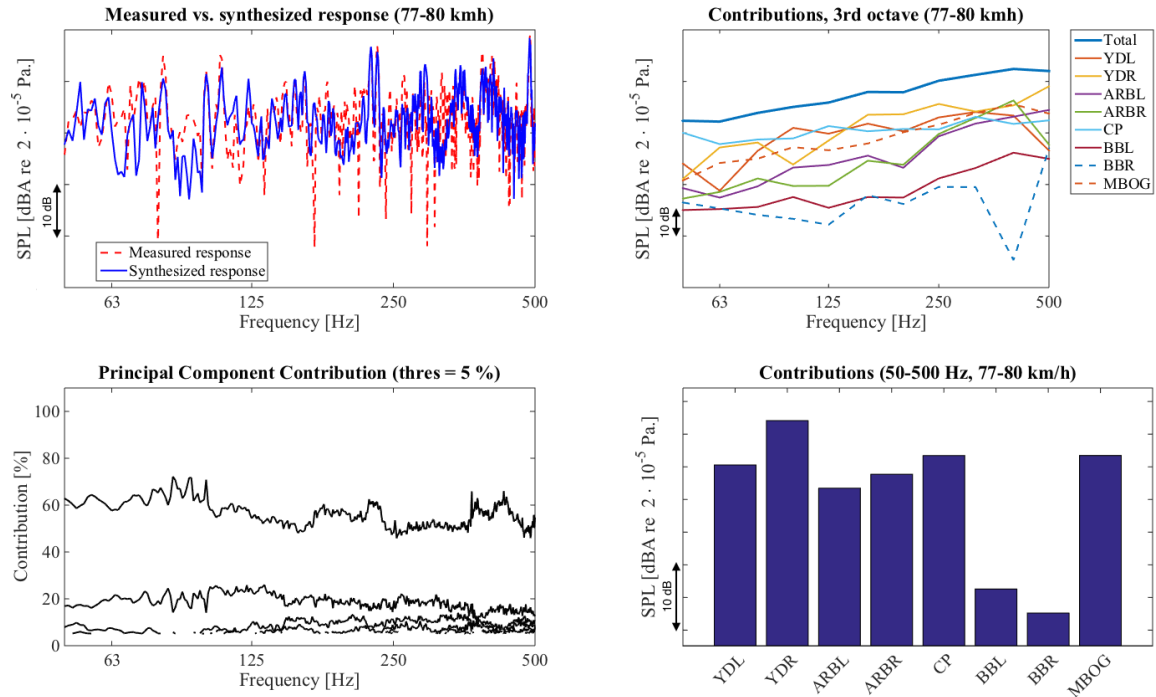 Measured vs. synthesized response (77-80 kmh)
SPL [dBA re 2 · 10-5 Pa.]
10 dB
Measured response
Synthesized response
63 125 250 500
Frequency [Hz]
Contributions, 3rd octave (77-80 kmh)
SPL [dBA re 2 · 10-5 Pa.]
10 dB
63 125 250 500
Frequency [Hz]
Total
YDL
YDR
ARBL
ARBR
CP
BBL
BBR
MBOG
Principal Component Contribution (thres = 5 %)
Contribution [%]
100
80
60
40
20
0
63 125 250 500
Frequency [Hz]
Contributions (50-500 Hz, 77-80 km/h)
SPL [dBA re 2 · 10-5 Pa.]
10 dB
YDL YDR ARBL ARBR CP BBL BBR MBOG